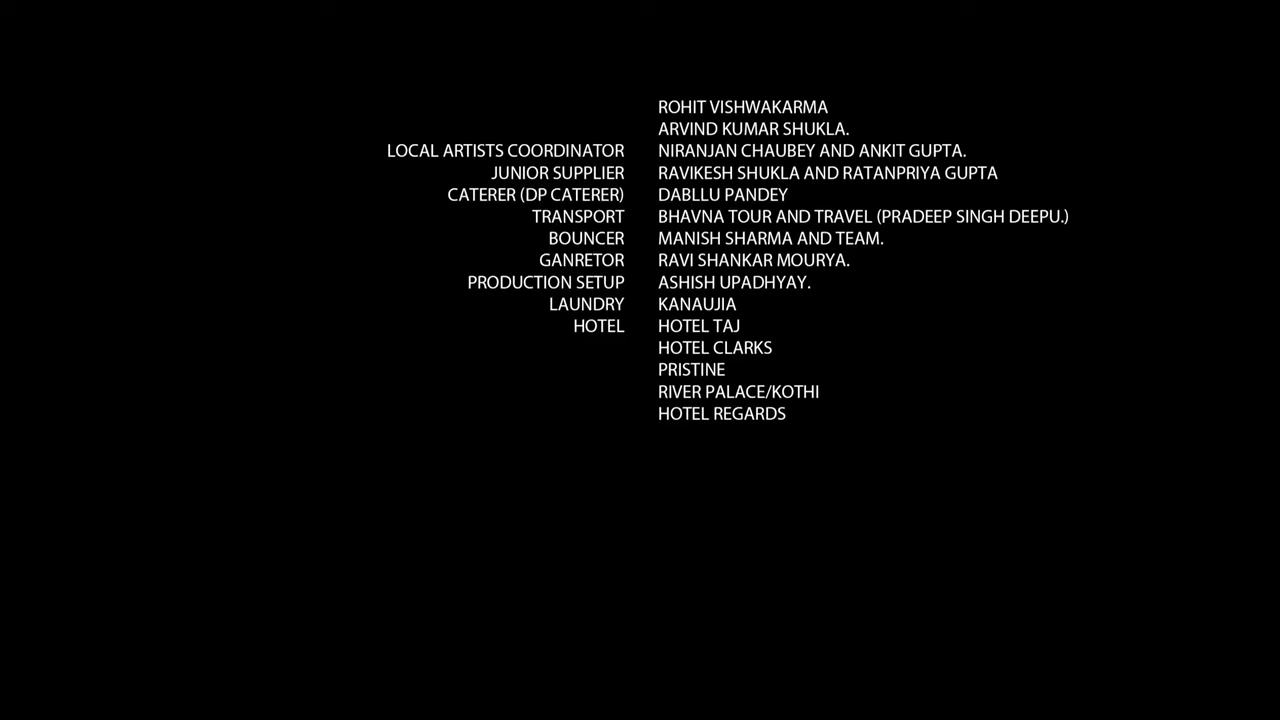 ROHIT VISHWAKARMA
ARVIND KUMAR SHUKLA.
LOCAL ARTISTS COORDINATOR NIRANJAN CHAUBEY AND ANKIT GUPTA.
JUNIOR SUPPLIER RAVIKESH SHUKLA AND RATANPRIYA GUPTA
CATERER (DP CATERER) DABLLU PANDEY
TRANSPORT BHAVNA TOUR AND TRAVEL (PRADEEP SINGH DEEPU.)
BOUNCER MANISH SHARMA AND TEAM.
GANRETOR RAVI SHANKAR MOURYA.
PRODUCTION SETUP ASHISH UPADHYAY.
LAUNDRY KANAUJIA
HOTEL HOTEL TAJ
HOTEL CLARKS
PRISTINE
RIVER PALACE/KOTHI
HOTEL REGARDS